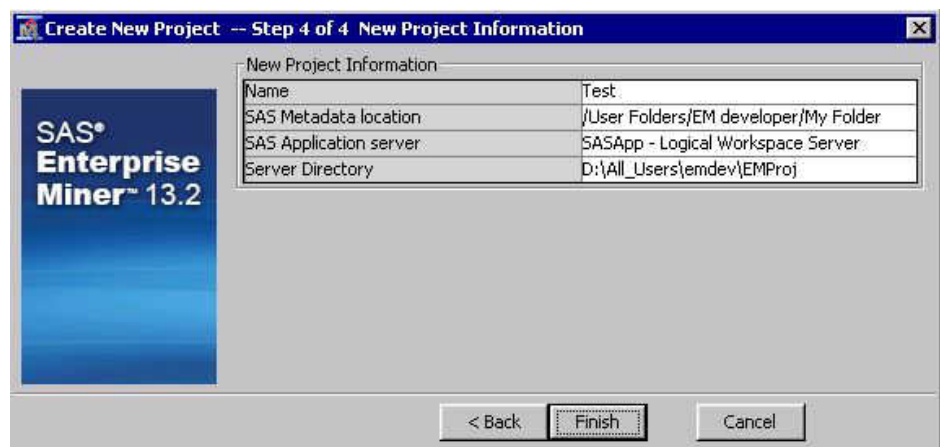 Create New Project -- Step 4 of 4 New Project Information
New Project Information
Name Test
SAS Metadata location /User Folders/EM developer/My Folder
SAS Application server SASApp - Logical Workspace Server
Server Directory D:\All_Users\emdev\EMProj
SAS®
Enterprise
Miner™ 13.2
< Back Finish Cancel